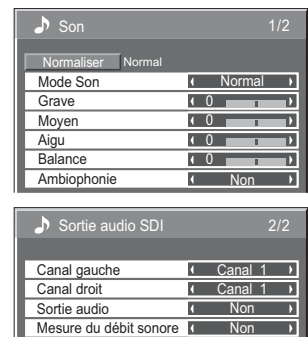 Son 1/2
Normaliser Normal
Mode Son Normal
Grave 0
Moyen 0
Aigu 0
Balance 0
Ambiophonie Non
Sortie audio SDI 2/2
Canal gauche Canal 1
Canal droit Canal 1
Sortie audio Non
Mesure du débit sonore Non